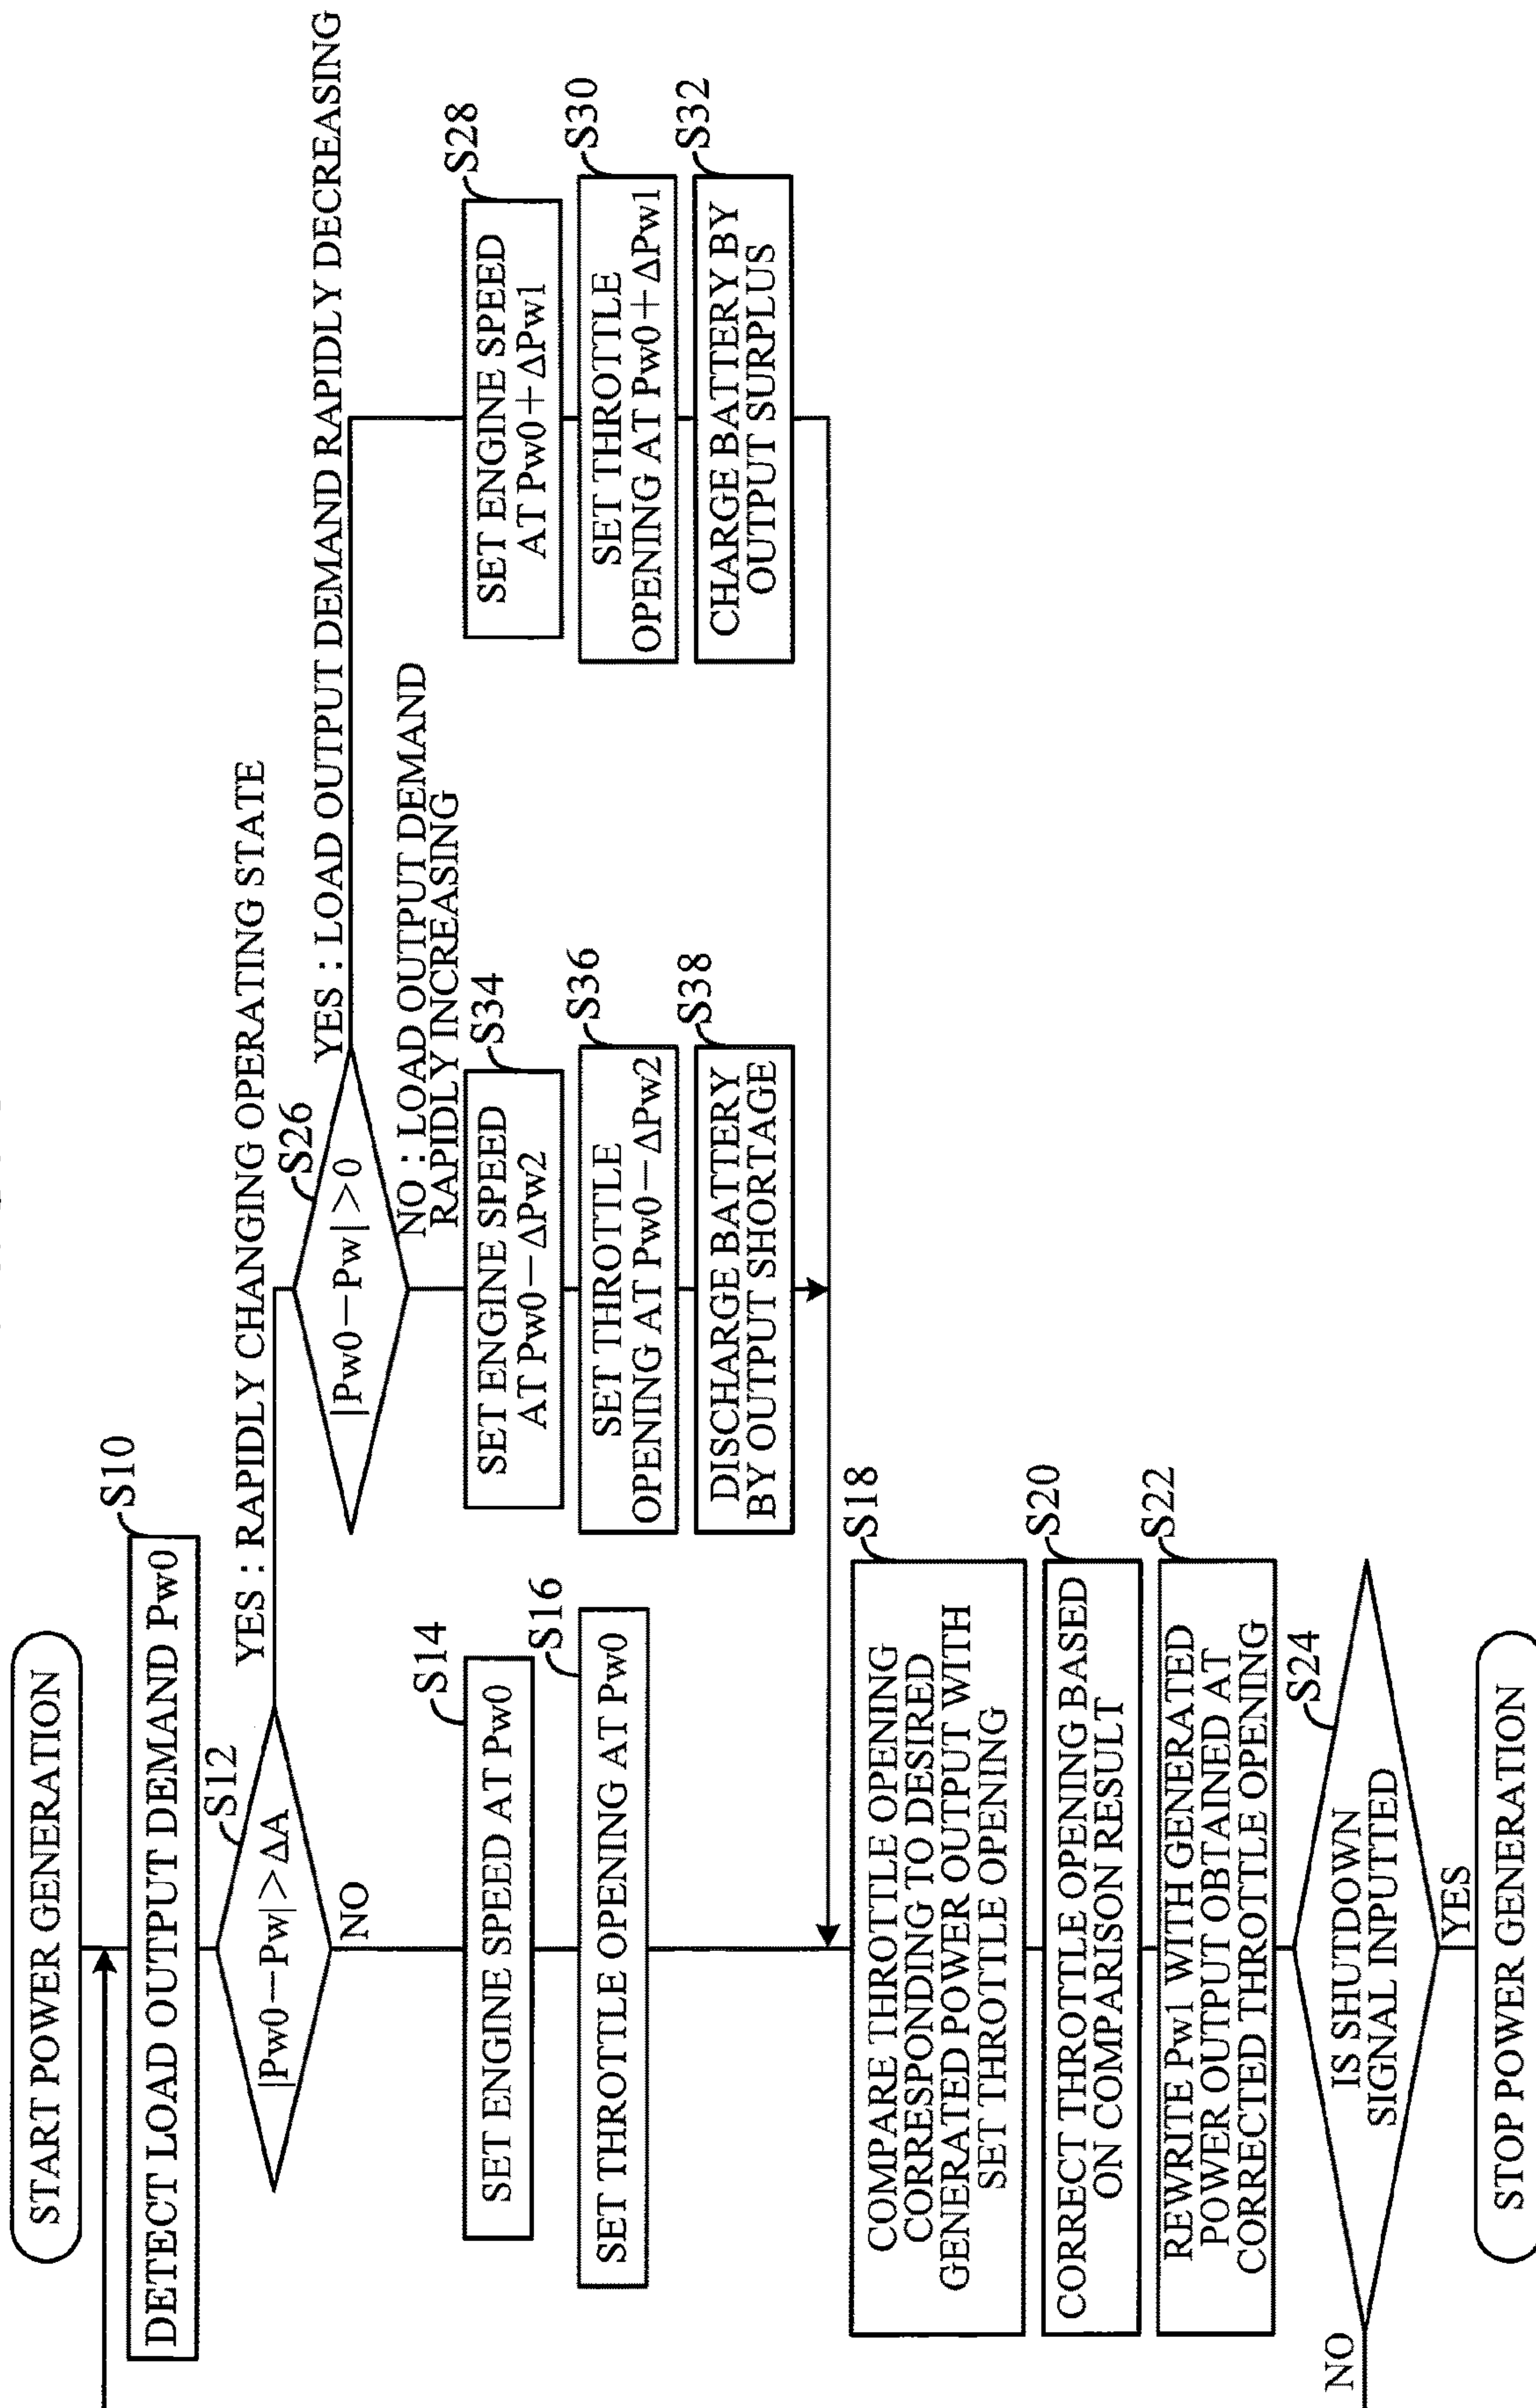 START POWER GENERATION
S10
DETECT LOAD OUTPUT DEMAND Pw0
S12
|Pw0−Pw|>ΔA
YES : RAPIDLY CHANGING OPERATING STATE
NO
S26
|Pw0−Pw|>0
YES : LOAD OUTPUT DEMAND RAPIDLY DECREASING
NO : LOAD OUTPUT DEMAND
RAPIDLY INCREASING
S14
SET ENGINE SPEED AT Pw0
S16
SET THROTTLE OPENING AT Pw0
S34
SET ENGINE SPEED
AT Pw0−ΔPw2
S36
SET THROTTLE
OPENING AT Pw0−ΔPw2
S38
DISCHARGE BATTERY
BY OUTPUT SHORTAGE
S28
SET ENGINE SPEED
AT Pw0+ΔPw1
S30
SET THROTTLE
OPENING AT Pw0+ΔPw1
S32
CHARGE BATTERY BY
OUTPUT SURPLUS
S18
COMPARE THROTTLE OPENING
CORRESPONDING TO DESIRED
GENERATED POWER OUTPUT WITH
SET THROTTLE OPENING
S20
CORRECT THROTTLE OPENING BASED
ON COMPARISON RESULT
S22
REWRITE Pw1 WITH GENERATED
POWER OUTPUT OBTAINED AT
CORRECTED THROTTLE OPENING
S24
IS SHUTDOWN
SIGNAL INPUTTED
NO
YES
STOP POWER GENERATION